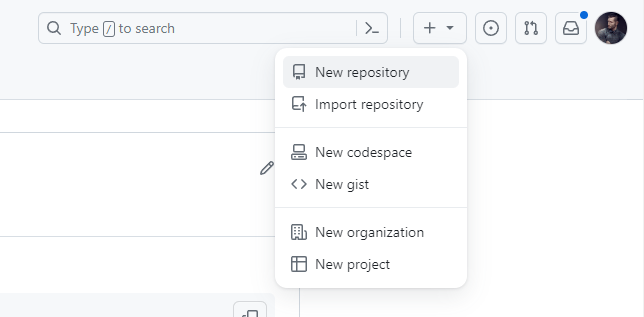 Type / to search
New repository
Import repository
New codespace
New gist
New organization
New project